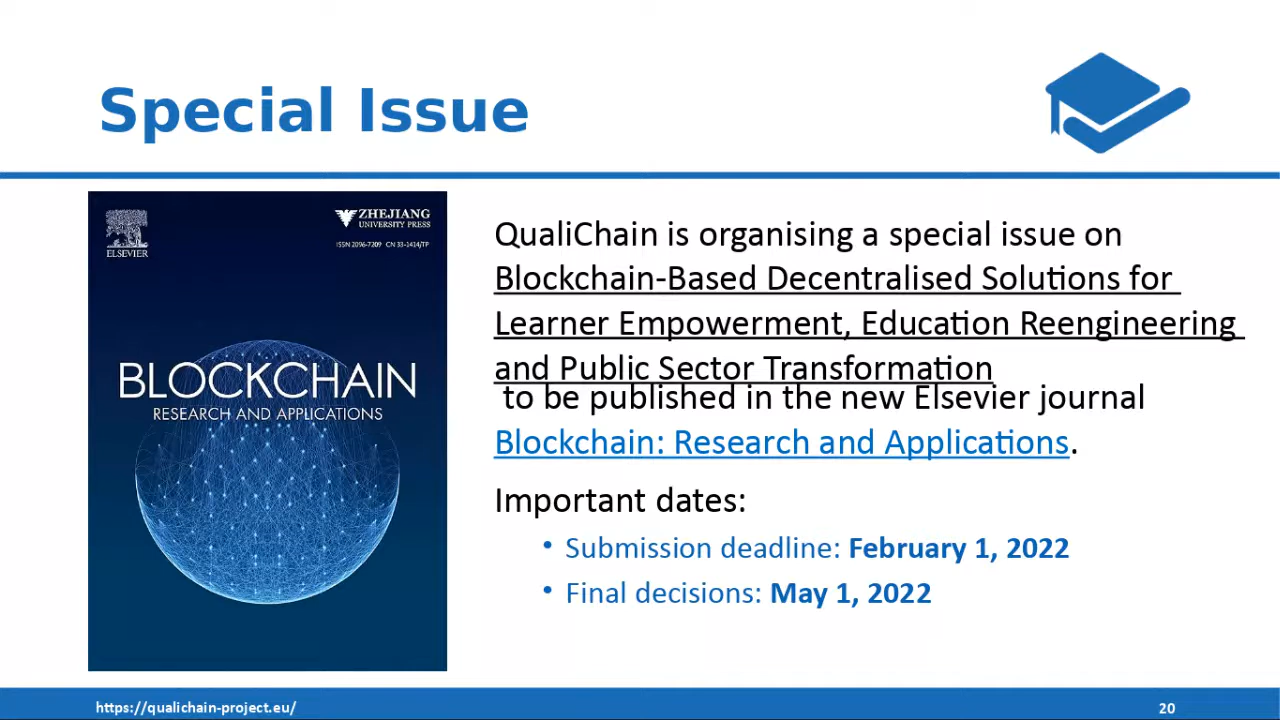 Special Issue
ELSEVIER
ZHEJIANG
UNIVERSITY PRESS
ISSN 2096-7209 CN 33-1414/TP
BLOCKCHAIN
RESEARCH AND APPLICATIONS
QualiChain is organising a special issue on
Blockchain-Based Decentralised Solutions for
Learner Empowerment, Education Reengineering
and Public Sector Transformation
to be published in the new Elsevier journal
Blockchain: Research and Applications.
Important dates:
• Submission deadline: February 1, 2022
• Final decisions: May 1, 2022
https://qualichain-project.eu/
20